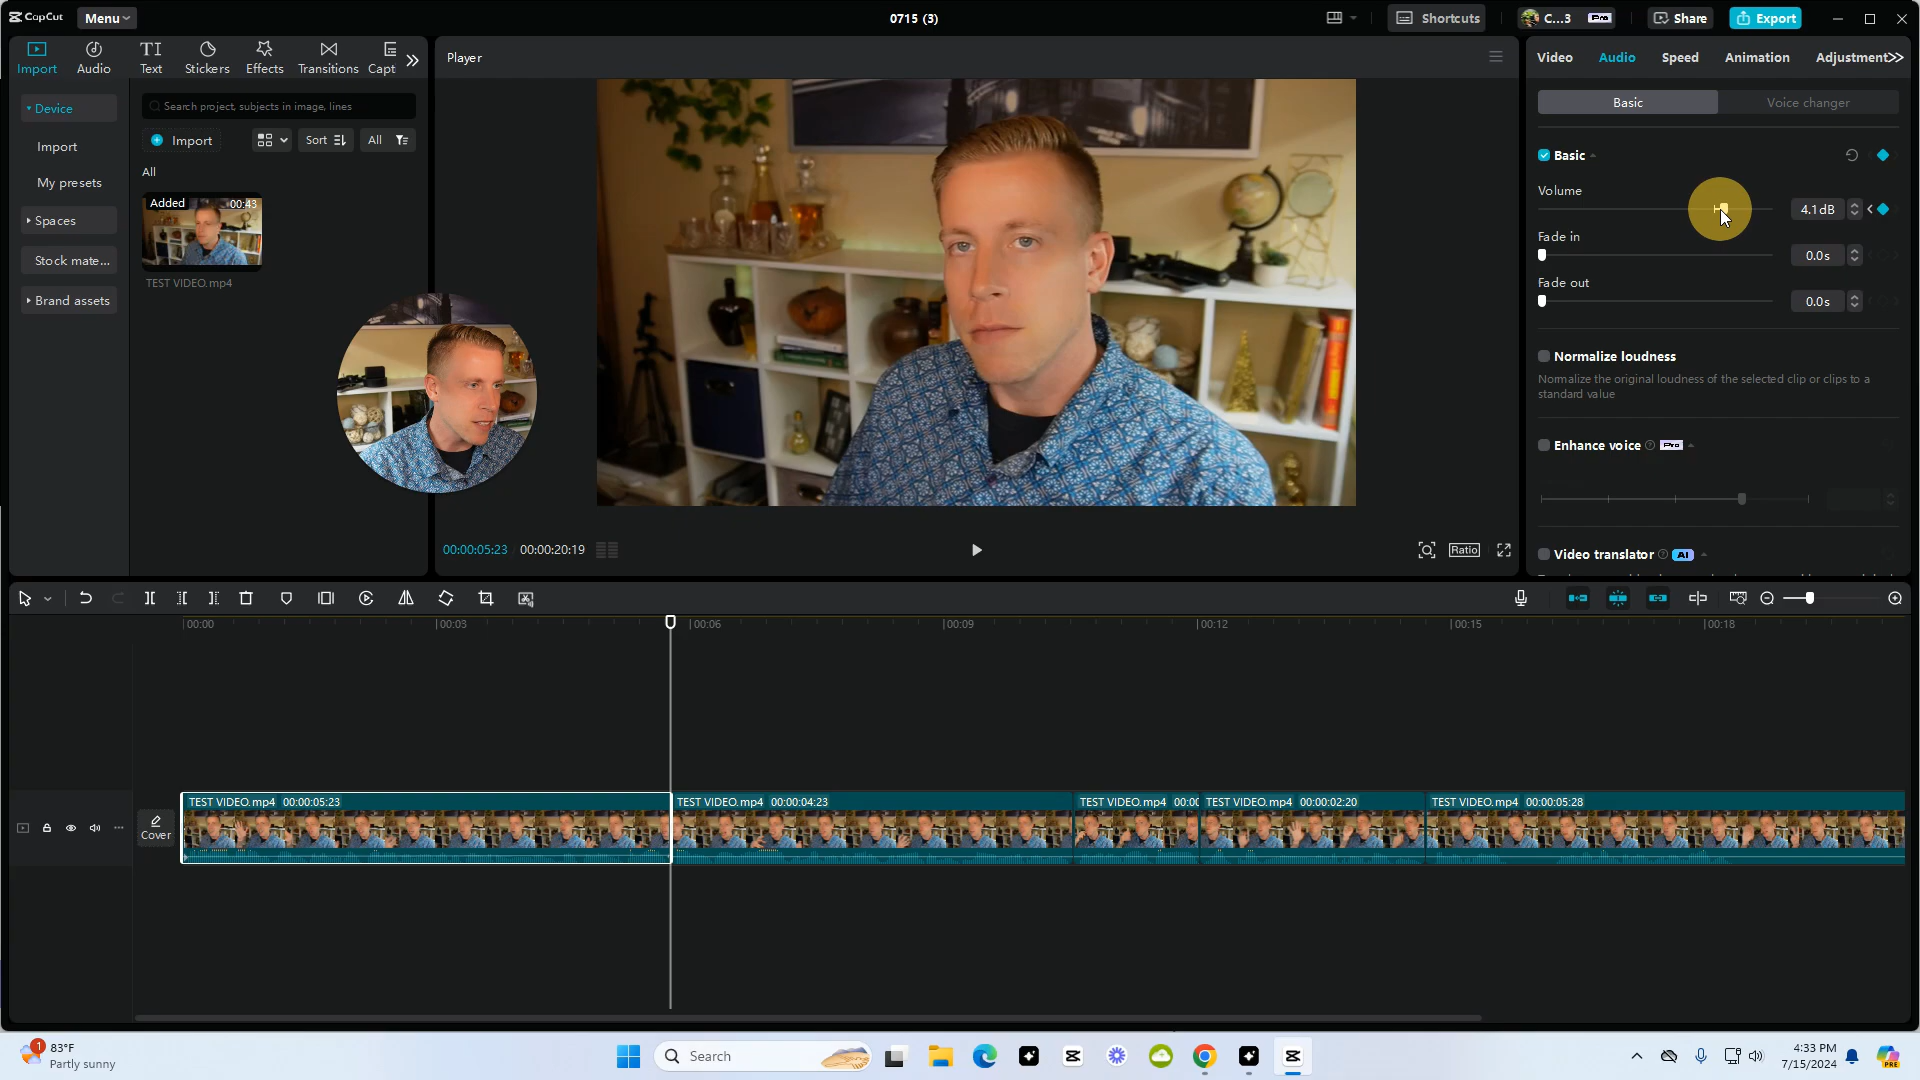 CapCut
Menu
0715 (3)
Shortcuts
C...3
Pro
Share
Export
Import
Audio
Text
Stickers
Effects
Transitions
Capt
Player
Video
Audio
Speed
Animation
Adjustment
Device
Search project, subjects in image, lines
Basic
Voice changer
Import
Import
Sort
All
Basic
My presets
All
Volume
4.1dB
Added
00:43
Spaces
Fade in
0.0s
Stock mate...
TEST VIDEO.mp4
Fade out
0.0s
Brand assets
Normalize loudness
Normalize the original loudness of the selected clip or clips to a
standard value
Enhance voice
Pro
00:00:05:23
00:00:20:19
Ratio
Video translator
AI
00:00
00:03
00:06
00:09
00:12
00:15
00:18
TEST VIDEO.mp4 00:00:05:23
TEST VIDEO.mp4 00:00:04:23
TEST VIDEO.mp4 00:00
TEST VIDEO.mp4 00:00:02:20
TEST VIDEO.mp4 00:00:05:28
Cover
1
83°F
Partly sunny
Search
4:33 PM
7/15/2024
PRE